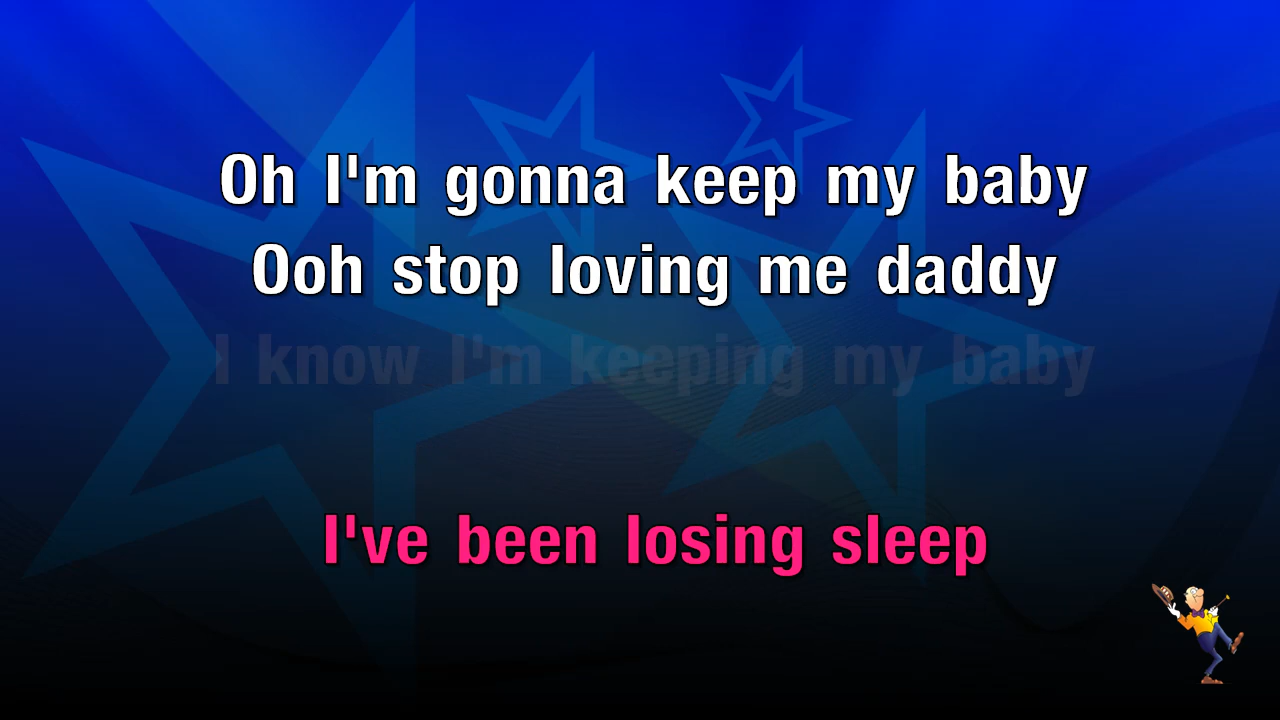 Oh I'm gonna keep my baby
Ooh stop loving me daddy
I know I'm keeping my baby
I've been losing sleep